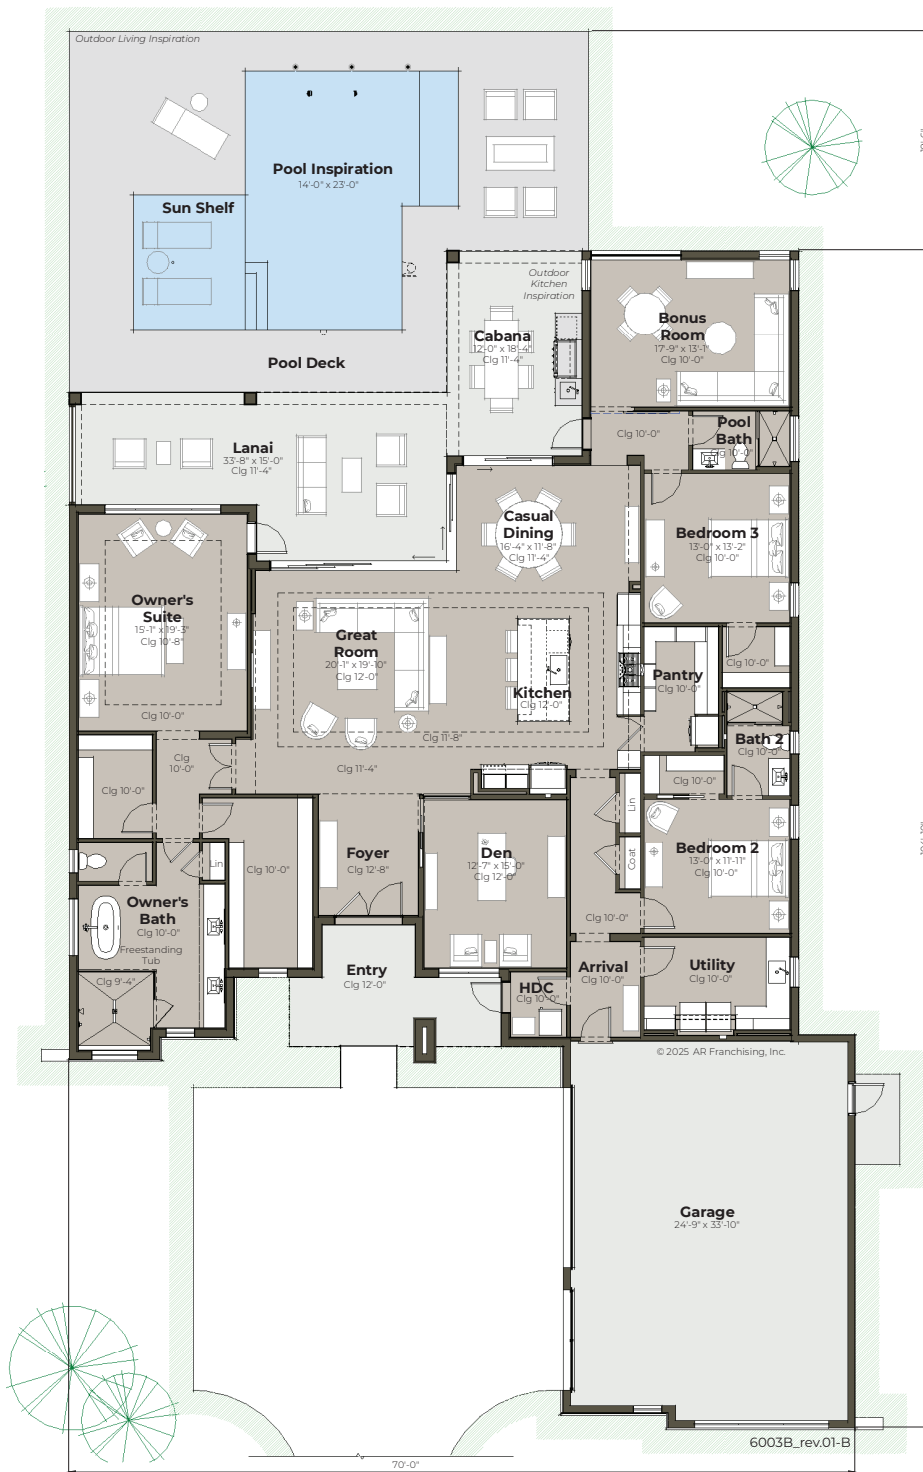 Outdoor Living Inspiration
Pool Inspiration
14'-0" x 23'-0"
Sun Shelf
Outdoor
Kitchen
Inspiration
Cabana
12'-0" x 18'-4"
Clg 11'-4"
Bonus
Room
17'-9" x 13'-1"
Clg 10'-0"
Pool Deck
Lanai
33'-8" x 15'-0"
Clg 11'-4"
Clg 10'-0"
Pool
Bath
Clg 10'-0"
Casual
Dining
16'-4" x 11'-8"
Clg 11'-4"
Bedroom 3
13'-0" x 13'-2"
Clg 10'-0"
Owner's
Suite
15'-1" x 19'-3"
Clg 10'-8"
Clg 10'-0"
Great
Room
20'-1" x 19'-10"
Clg 12'-0"
Kitchen
Clg 12'-0"
Clg 11'-8"
Clg 11'-4"
Pantry
Clg 10'-0"
Clg 10'-0"
Bath 2
Clg 10'-0"
Clg
10'-0"
Clg 10'-0"
Clg 10'-0"
Lin
Coat
Bedroom 2
13'-0" x 11'-11"
Clg 10'-0"
Foyer
Clg 12'-8"
Den
12'-7" x 15'-0"
Clg 12'-0"
Lin
Clg 10'-0"
Owner's
Bath
Clg 10'-0"
Freestanding
Tub
Clg 9'-4"
Clg 10'-0"
Entry
Clg 12'-0"
HDC
Clg 10'-0"
Arrival
Clg 10'-0"
Utility
Clg 10'-0"
© 2025 AR Franchising, Inc.
Garage
24'-9" x 33'-10"
6003B_rev.01-B
70'-0"